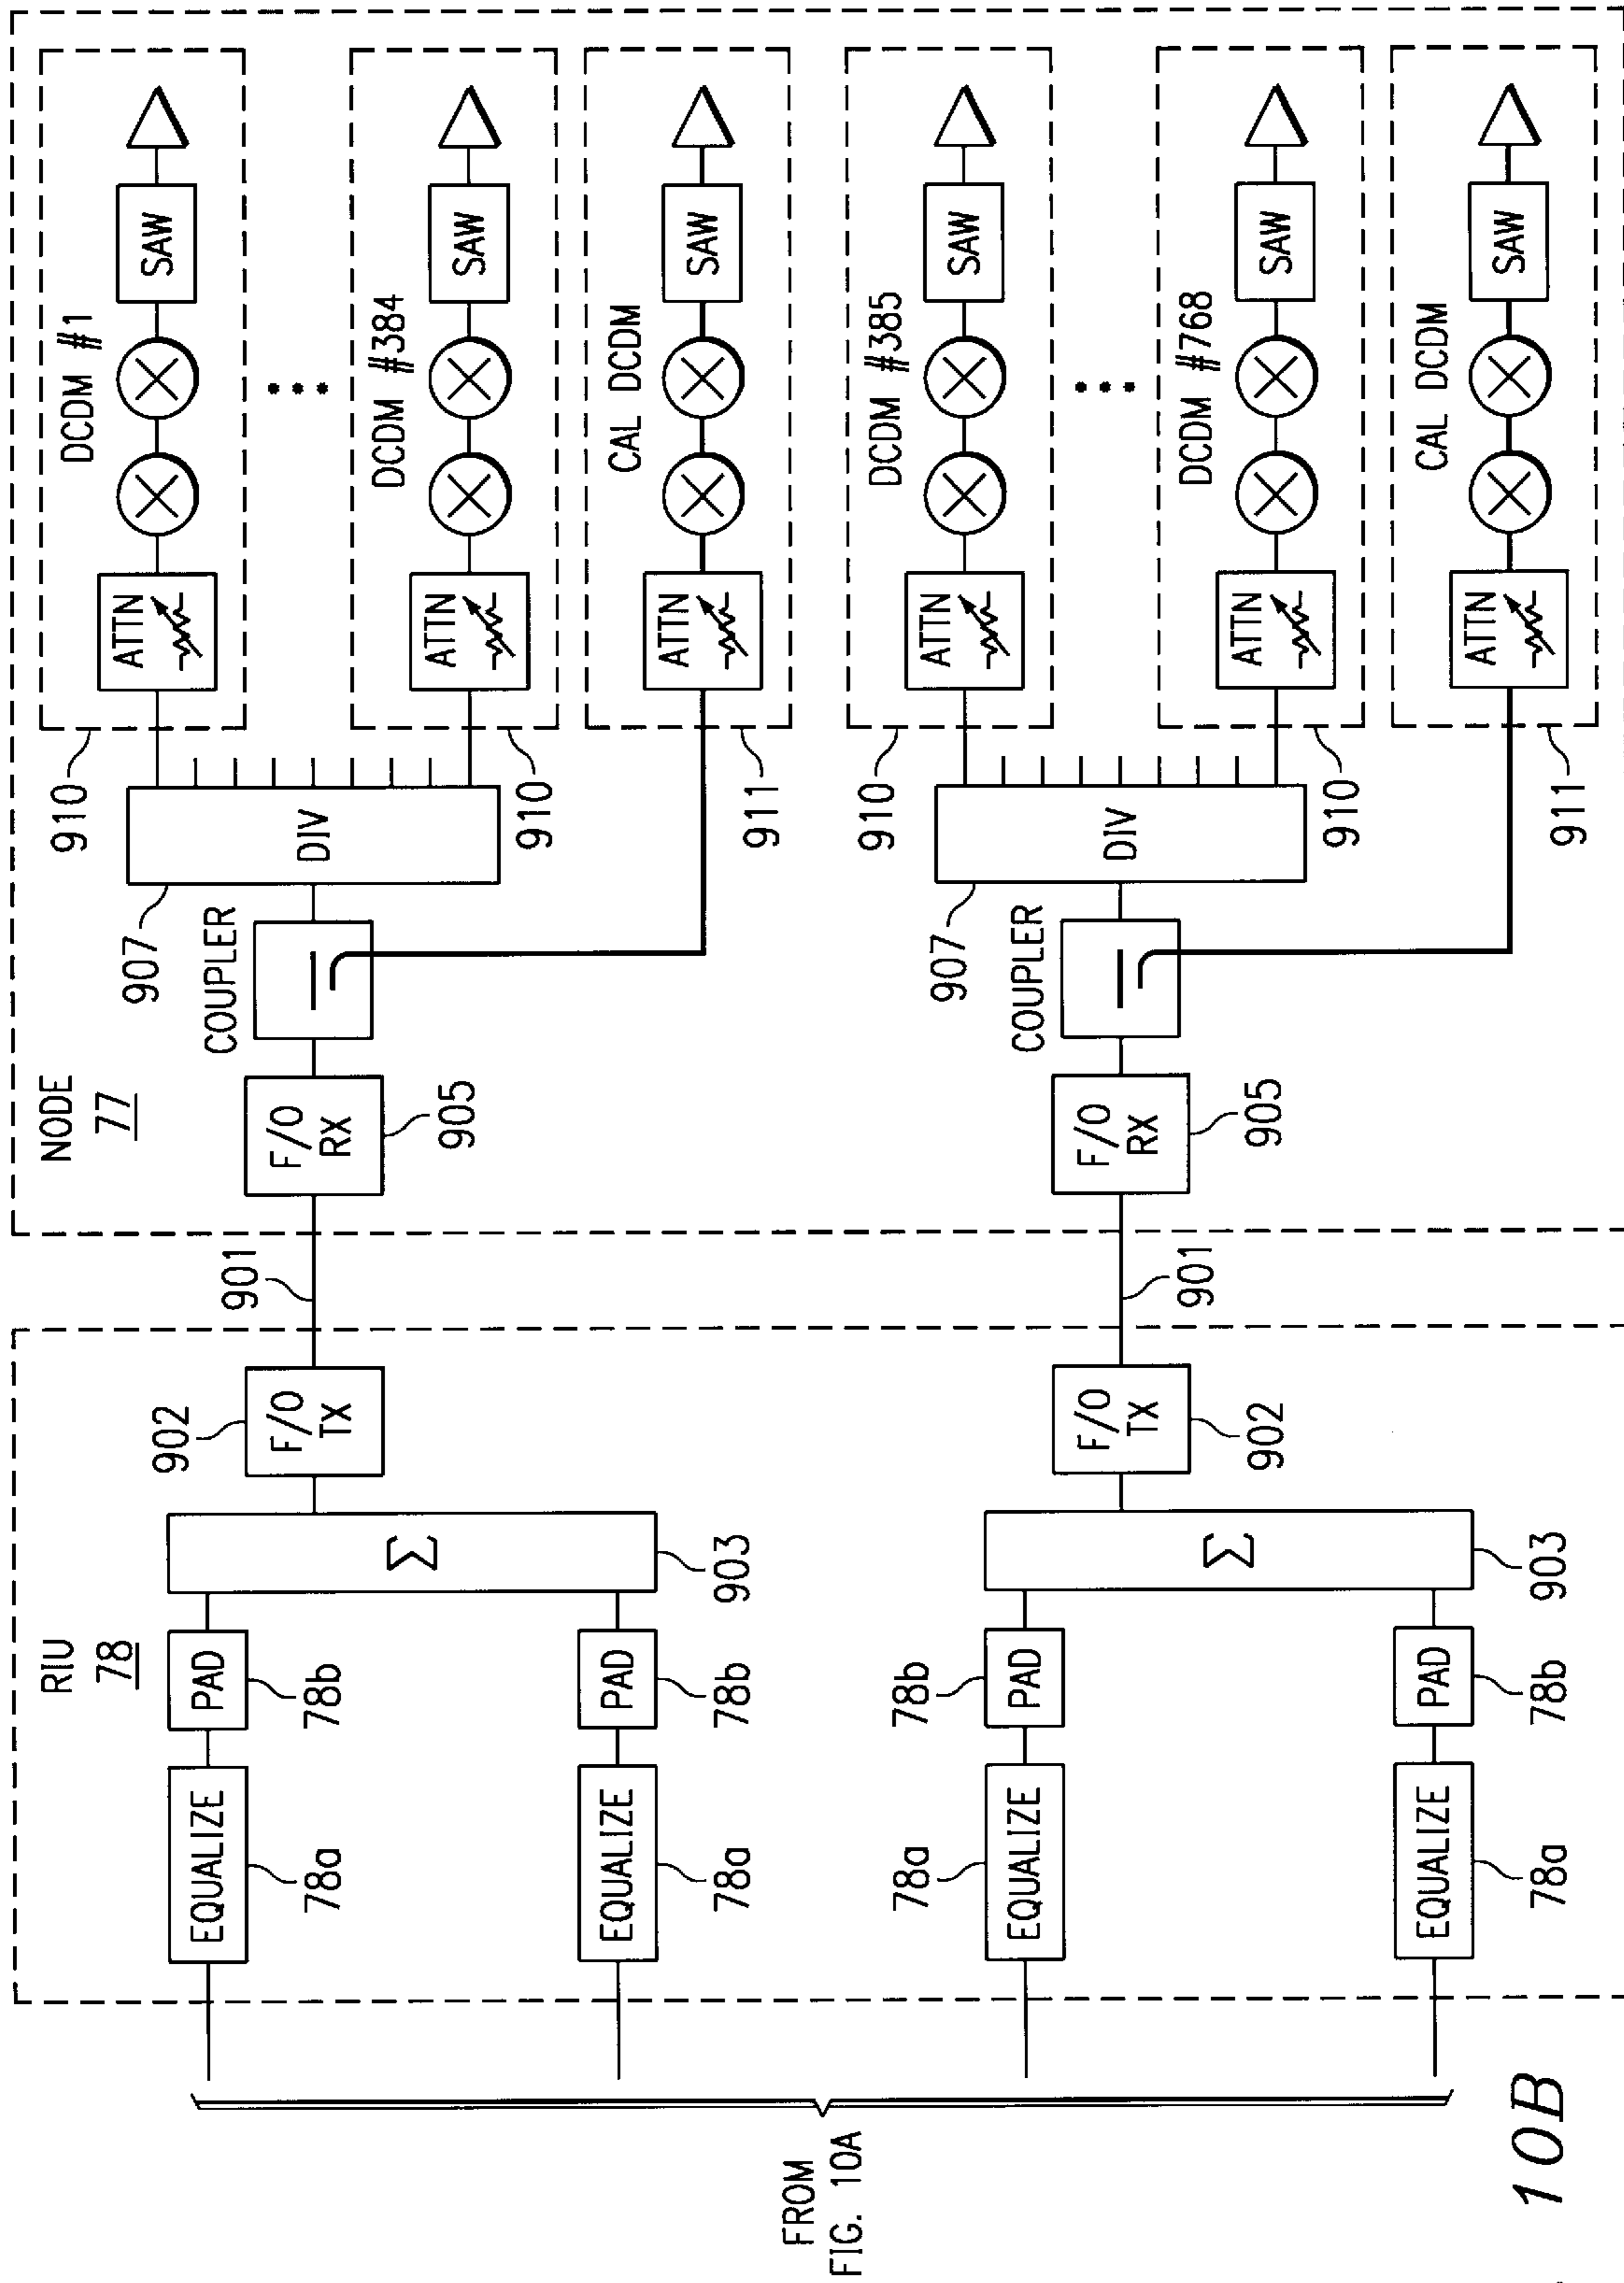 FROM
FIG. 10A
RIU
78
EQUALIZE
78a
PAD
78b
EQUALIZE
78a
PAD
78b
Σ
903
902
F/O
TX
901
EQUALIZE
78a
PAD
78b
EQUALIZE
78a
PAD
78b
Σ
903
F/O
TX
902
901
NODE
77
F/O
RX
905
COUPLER
907
DIV
910
DCDM #1
ATTN
SAW
910
DCDM #384
ATTN
SAW
911
CAL DCDM
ATTN
SAW
F/O
RX
905
COUPLER
907
DIV
910
DCDM #385
ATTN
SAW
910
DCDM #768
ATTN
SAW
911
CAL DCDM
ATTN
SAW
10B